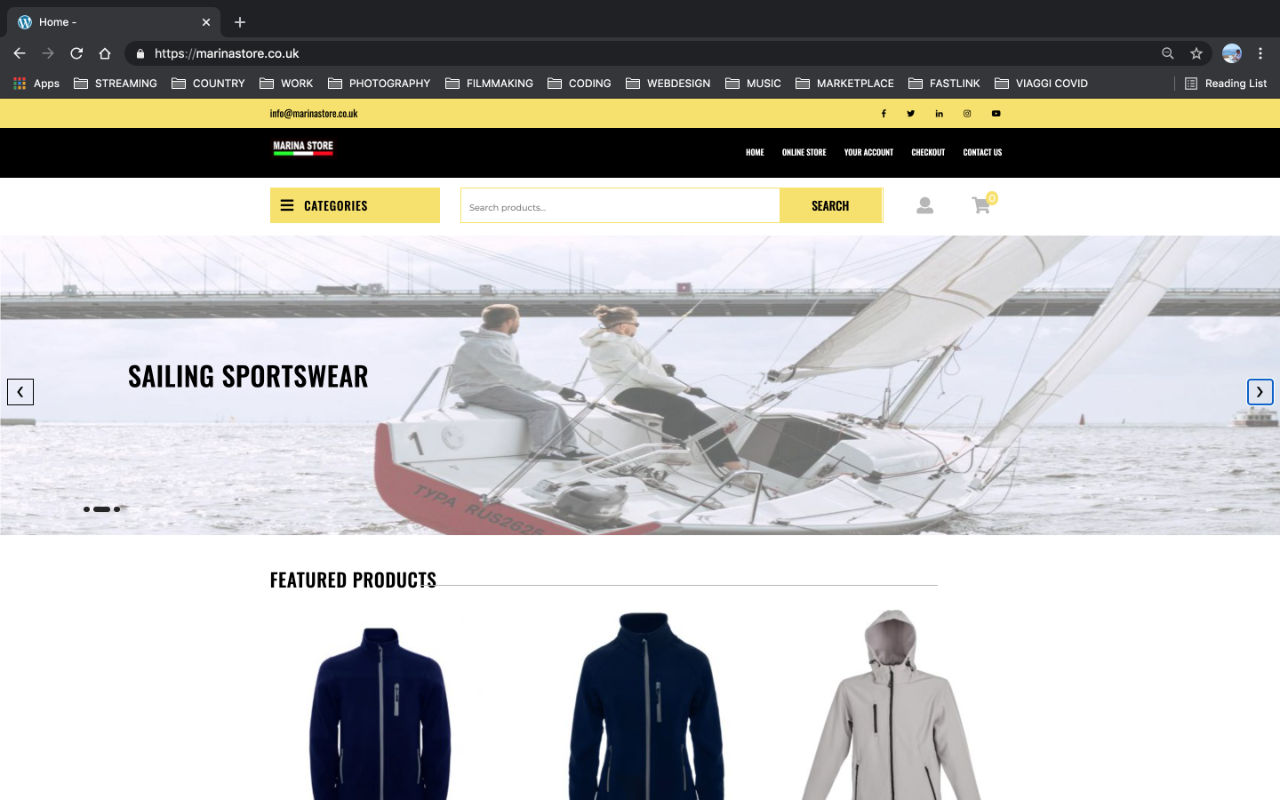 Home -
https://marinastore.co.uk
Apps STREAMING COUNTRY WORK PHOTOGRAPHY FILMMAKING CODING WEBDESIGN MUSIC MARKETPLACE FASTLINK VIAGGI COVID Reading List
info@marinastore.co.uk
MARINA STORE
HOME ONLINE STORE YOUR ACCOUNT CHECKOUT CONTACT US
CATEGORIES Search products... SEARCH 0
SAILING SPORTSWEAR
1
ТУРА RUS2625
FEATURED PRODUCTS